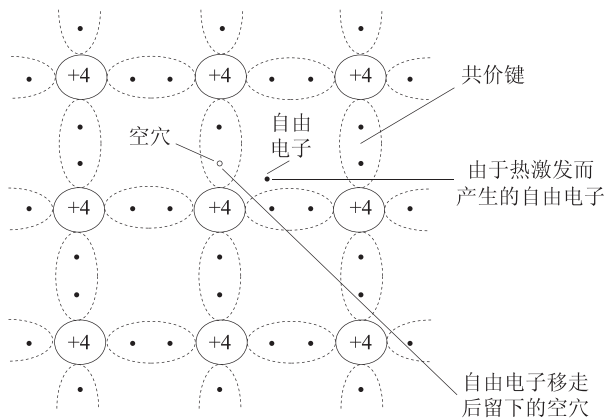 +4 +4 +4
共价键
空穴
自由
电子
由于热激发而
产生的自由电子
+4 +4 +4
+4 +4 +4
自由电子移走
后留下的空穴